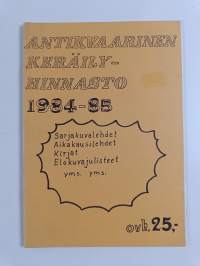 ANTIKVAARINEN
KERÄILY-
HINNASTO
1984-85
Sarjakuvalehdet
Aikakausilehdet
Kirjat
Elokuvajulisteet
yms. yms.
ovh. 25,-